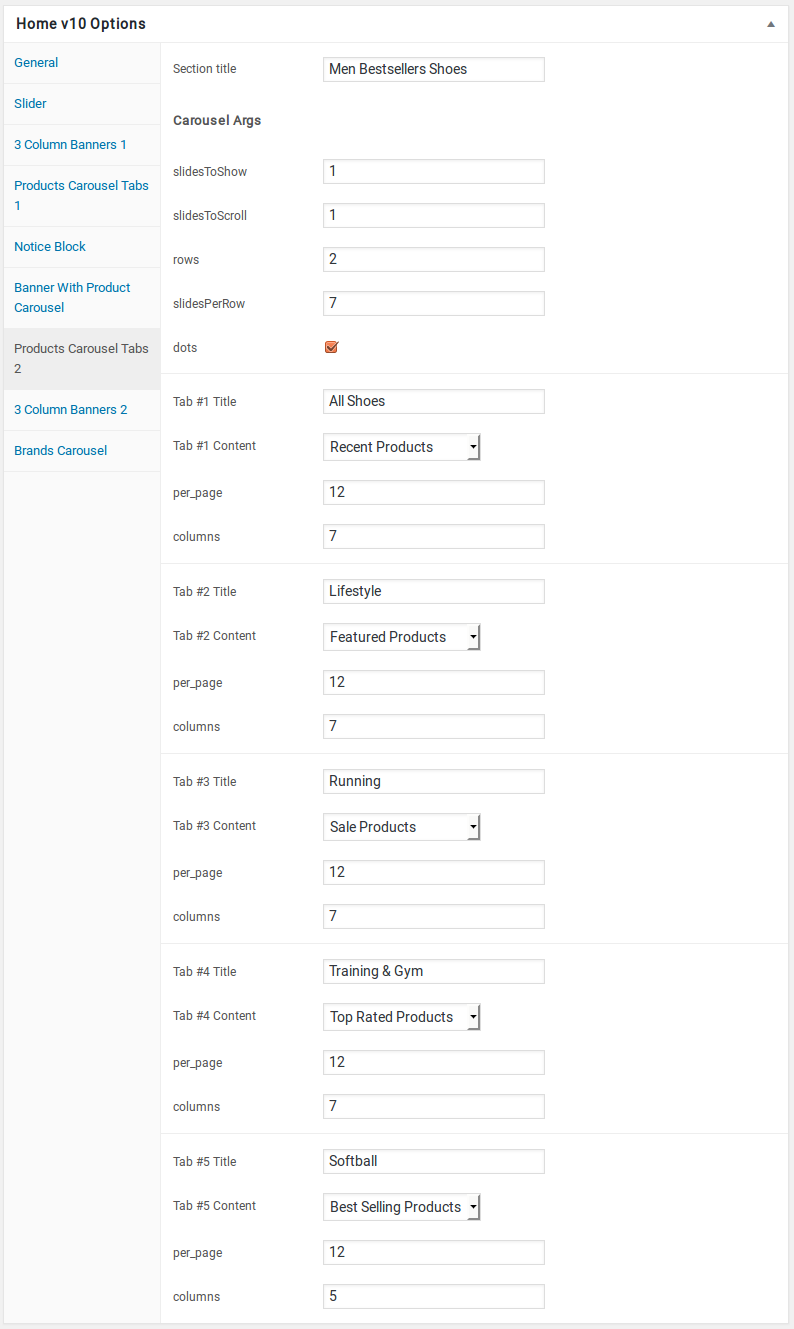 Home v10 Options
General
Slider
3 Column Banners 1
Products Carousel Tabs
1
Notice Block
Banner With Product
Carousel
Products Carousel Tabs
2
3 Column Banners 2
Brands Carousel
Section title Men Bestsellers Shoes
Carousel Args
slidesToShow 1
slidesToScroll 1
rows 2
slidesPerRow 7
dots
Tab #1 Title All Shoes
Tab #1 Content Recent Products
per_page 12
columns 7
Tab #2 Title Lifestyle
Tab #2 Content Featured Products
per_page 12
columns 7
Tab #3 Title Running
Tab #3 Content Sale Products
per_page 12
columns 7
Tab #4 Title Training & Gym
Tab #4 Content Top Rated Products
per_page 12
columns 7
Tab #5 Title Softball
Tab #5 Content Best Selling Products
per_page 12
columns 5